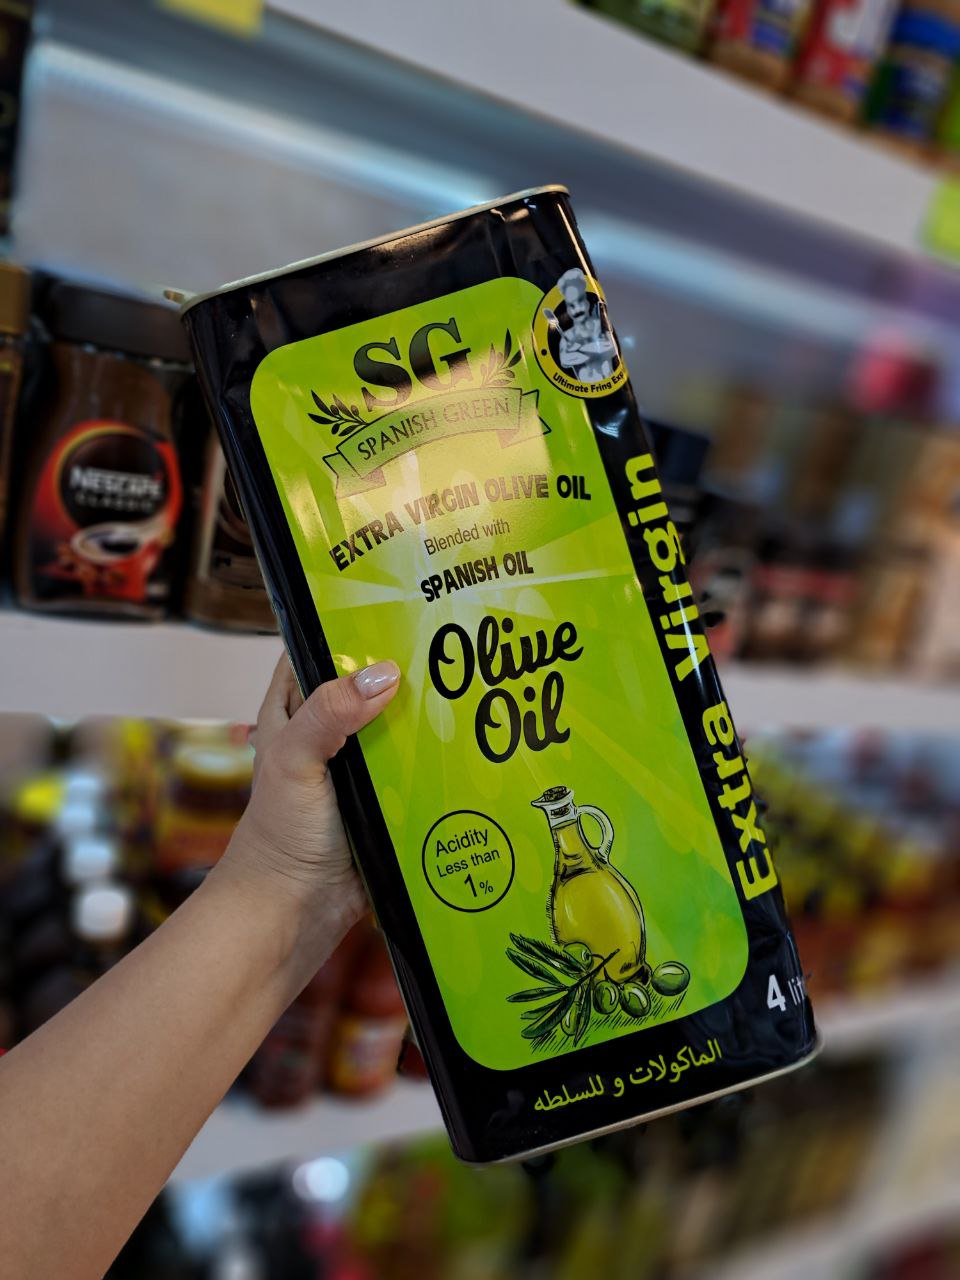 SG
SPANISH GREEN
EXTRA VIRGIN OLIVE OIL
Blended with
SPANISH OIL
Olive
Oil
Acidity
Less than
1%
الماكولات و للسلطه
Ultimate Fring
Extra Virgin
4
NESCAFE
CLASSIC